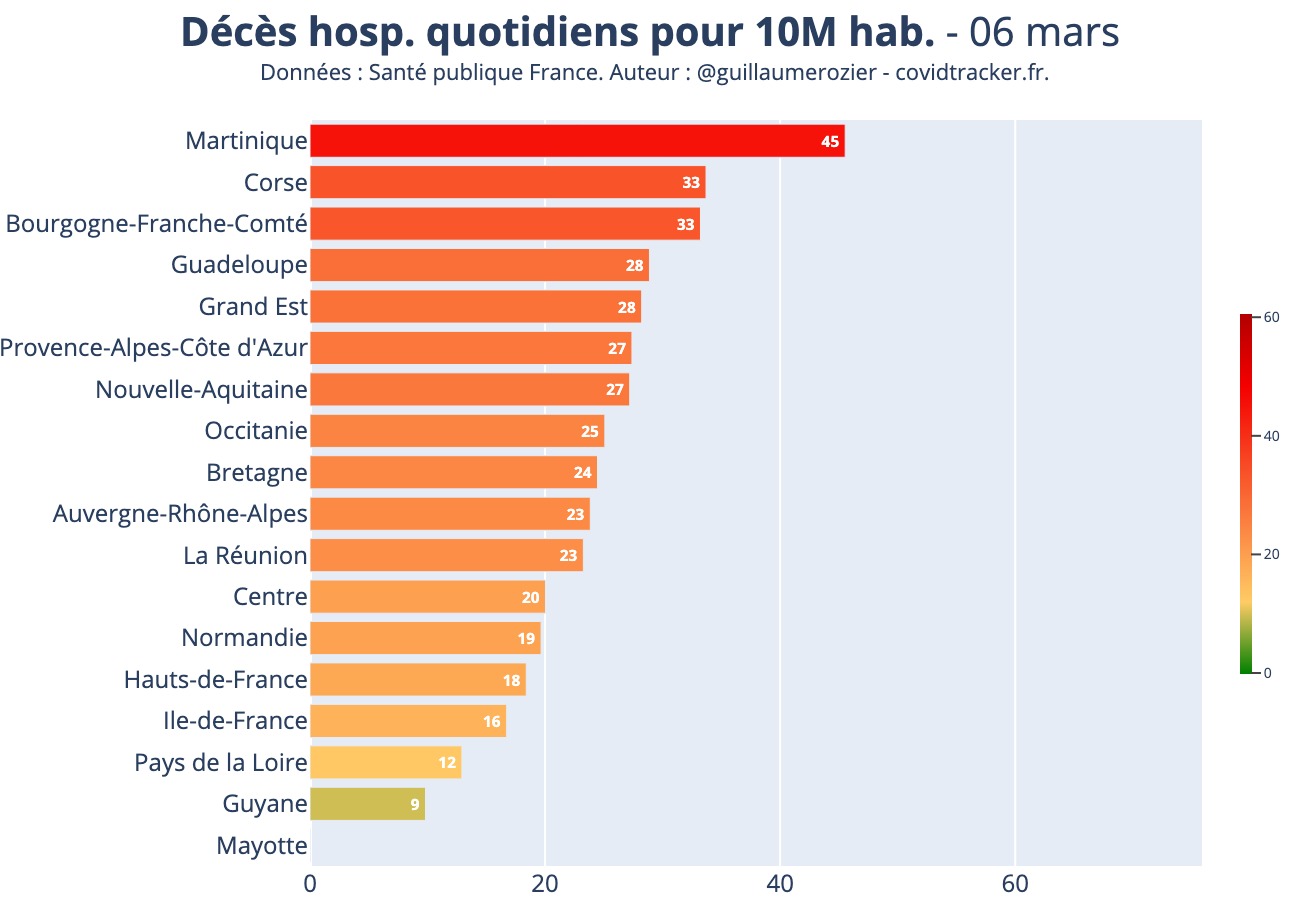 Décès hosp. quotidiens pour 10M hab. - 06 mars
Données : Santé publique France. Auteur : @guillaumerozier - covidtracker.fr.
Martinique 45
Corse 33
Bourgogne-Franche-Comté 33
Guadeloupe 28
Grand Est 28
Provence-Alpes-Côte d'Azur 27
Nouvelle-Aquitaine 27
Occitanie 25
Bretagne 24
Auvergne-Rhône-Alpes 23
La Réunion 23
Centre 20
Normandie 19
Hauts-de-France 18
Ile-de-France 16
Pays de la Loire 12
Guyane 9
Mayotte
0 20 40 60
60
40
20
0